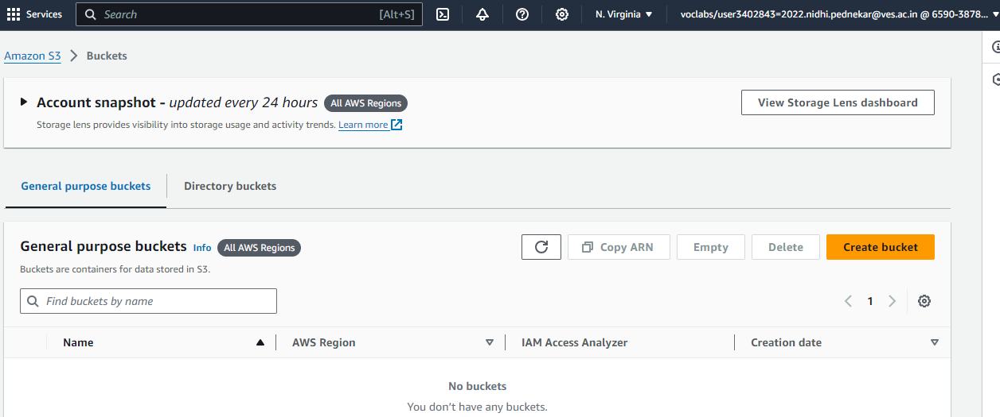 Services Search [Alt+S] N. Virginia voclabs/user3402843=2022.nidhi.pednekar@ves.ac.in @ 6590-3878...
Amazon S3 Buckets
Account snapshot - updated every 24 hours All AWS Regions View Storage Lens dashboard
Storage lens provides visibility into storage usage and activity trends. Learn more
General purpose buckets Directory buckets
General purpose buckets Info All AWS Regions Copy ARN Empty Delete Create bucket
Buckets are containers for data stored in S3.
Find buckets by name 1
Name AWS Region IAM Access Analyzer Creation date
No buckets
You don't have any buckets.